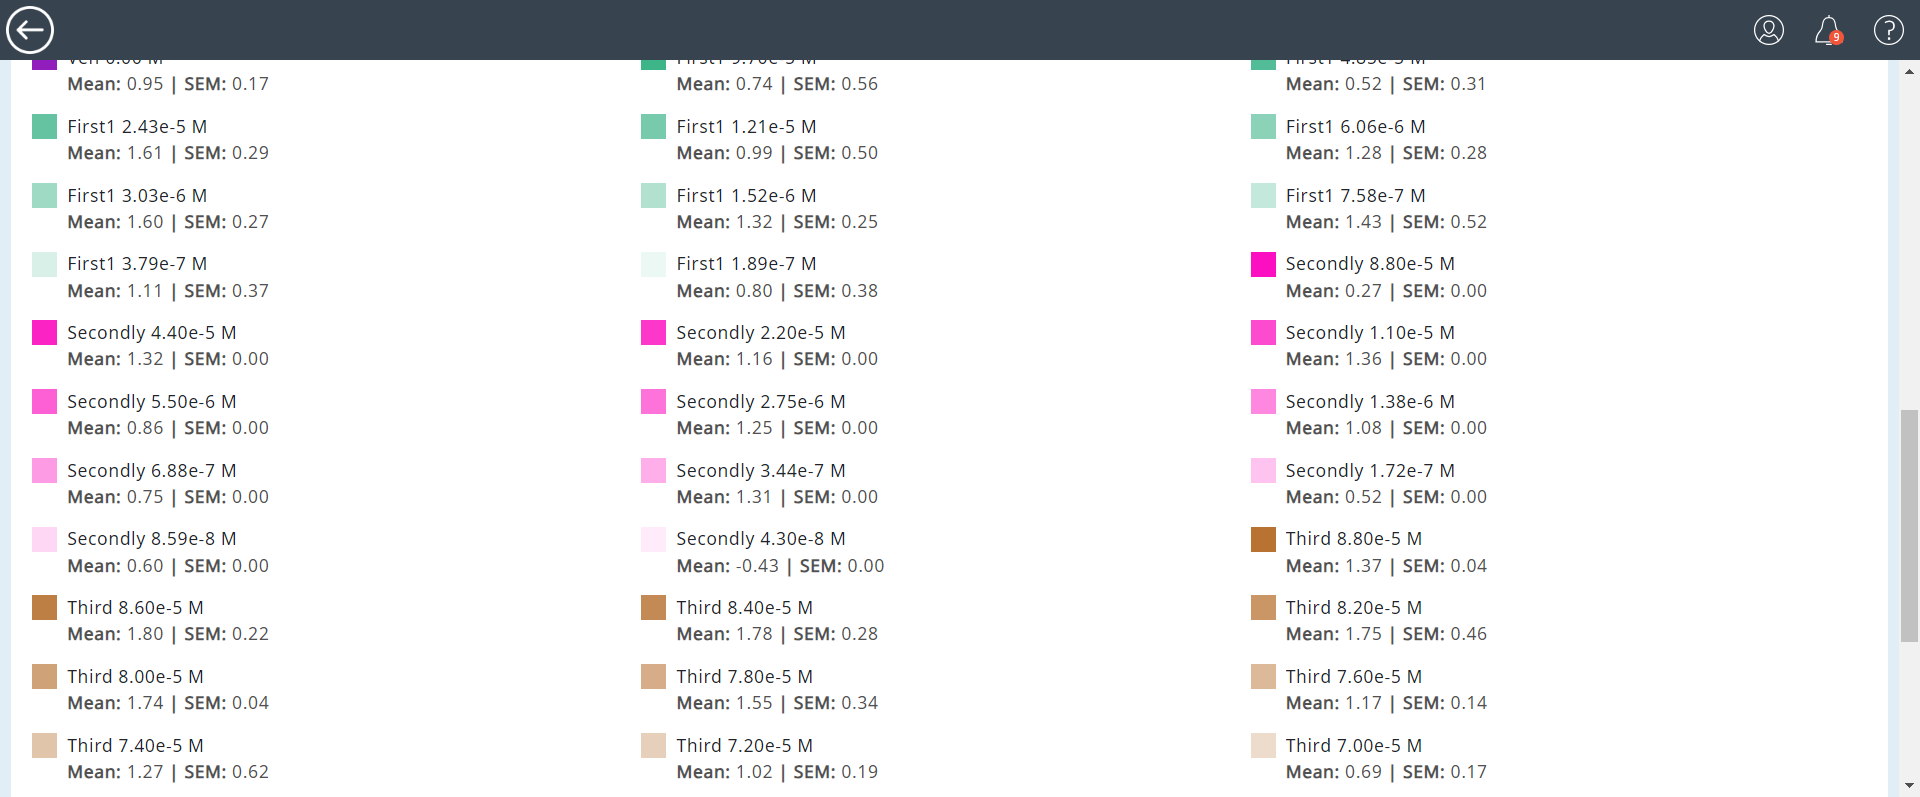 9
Mean: 0.95 | SEM: 0.17
Mean: 0.74 | SEM: 0.56
Mean: 0.52 | SEM: 0.31
First1 2.43e-5 M
Mean: 1.61 | SEM: 0.29
First1 1.21e-5 M
Mean: 0.99 | SEM: 0.50
First1 6.06e-6 M
Mean: 1.28 | SEM: 0.28
First1 3.03e-6 M
Mean: 1.60 | SEM: 0.27
First1 1.52e-6 M
Mean: 1.32 | SEM: 0.25
First1 7.58e-7 M
Mean: 1.43 | SEM: 0.52
First1 3.79e-7 M
Mean: 1.11 | SEM: 0.37
First1 1.89e-7 M
Mean: 0.80 | SEM: 0.38
Secondly 8.80e-5 M
Mean: 0.27 | SEM: 0.00
Secondly 4.40e-5 M
Mean: 1.32 | SEM: 0.00
Secondly 2.20e-5 M
Mean: 1.16 | SEM: 0.00
Secondly 1.10e-5 M
Mean: 1.36 | SEM: 0.00
Secondly 5.50e-6 M
Mean: 0.86 | SEM: 0.00
Secondly 2.75e-6 M
Mean: 1.25 | SEM: 0.00
Secondly 1.38e-6 M
Mean: 1.08 | SEM: 0.00
Secondly 6.88e-7 M
Mean: 0.75 | SEM: 0.00
Secondly 3.44e-7 M
Mean: 1.31 | SEM: 0.00
Secondly 1.72e-7 M
Mean: 0.52 | SEM: 0.00
Secondly 8.59e-8 M
Mean: 0.60 | SEM: 0.00
Secondly 4.30e-8 M
Mean: -0.43 | SEM: 0.00
Third 8.80e-5 M
Mean: 1.37 | SEM: 0.04
Third 8.60e-5 M
Mean: 1.80 | SEM: 0.22
Third 8.40e-5 M
Mean: 1.78 | SEM: 0.28
Third 8.20e-5 M
Mean: 1.75 | SEM: 0.46
Third 8.00e-5 M
Mean: 1.74 | SEM: 0.04
Third 7.80e-5 M
Mean: 1.55 | SEM: 0.34
Third 7.60e-5 M
Mean: 1.17 | SEM: 0.14
Third 7.40e-5 M
Mean: 1.27 | SEM: 0.62
Third 7.20e-5 M
Mean: 1.02 | SEM: 0.19
Third 7.00e-5 M
Mean: 0.69 | SEM: 0.17